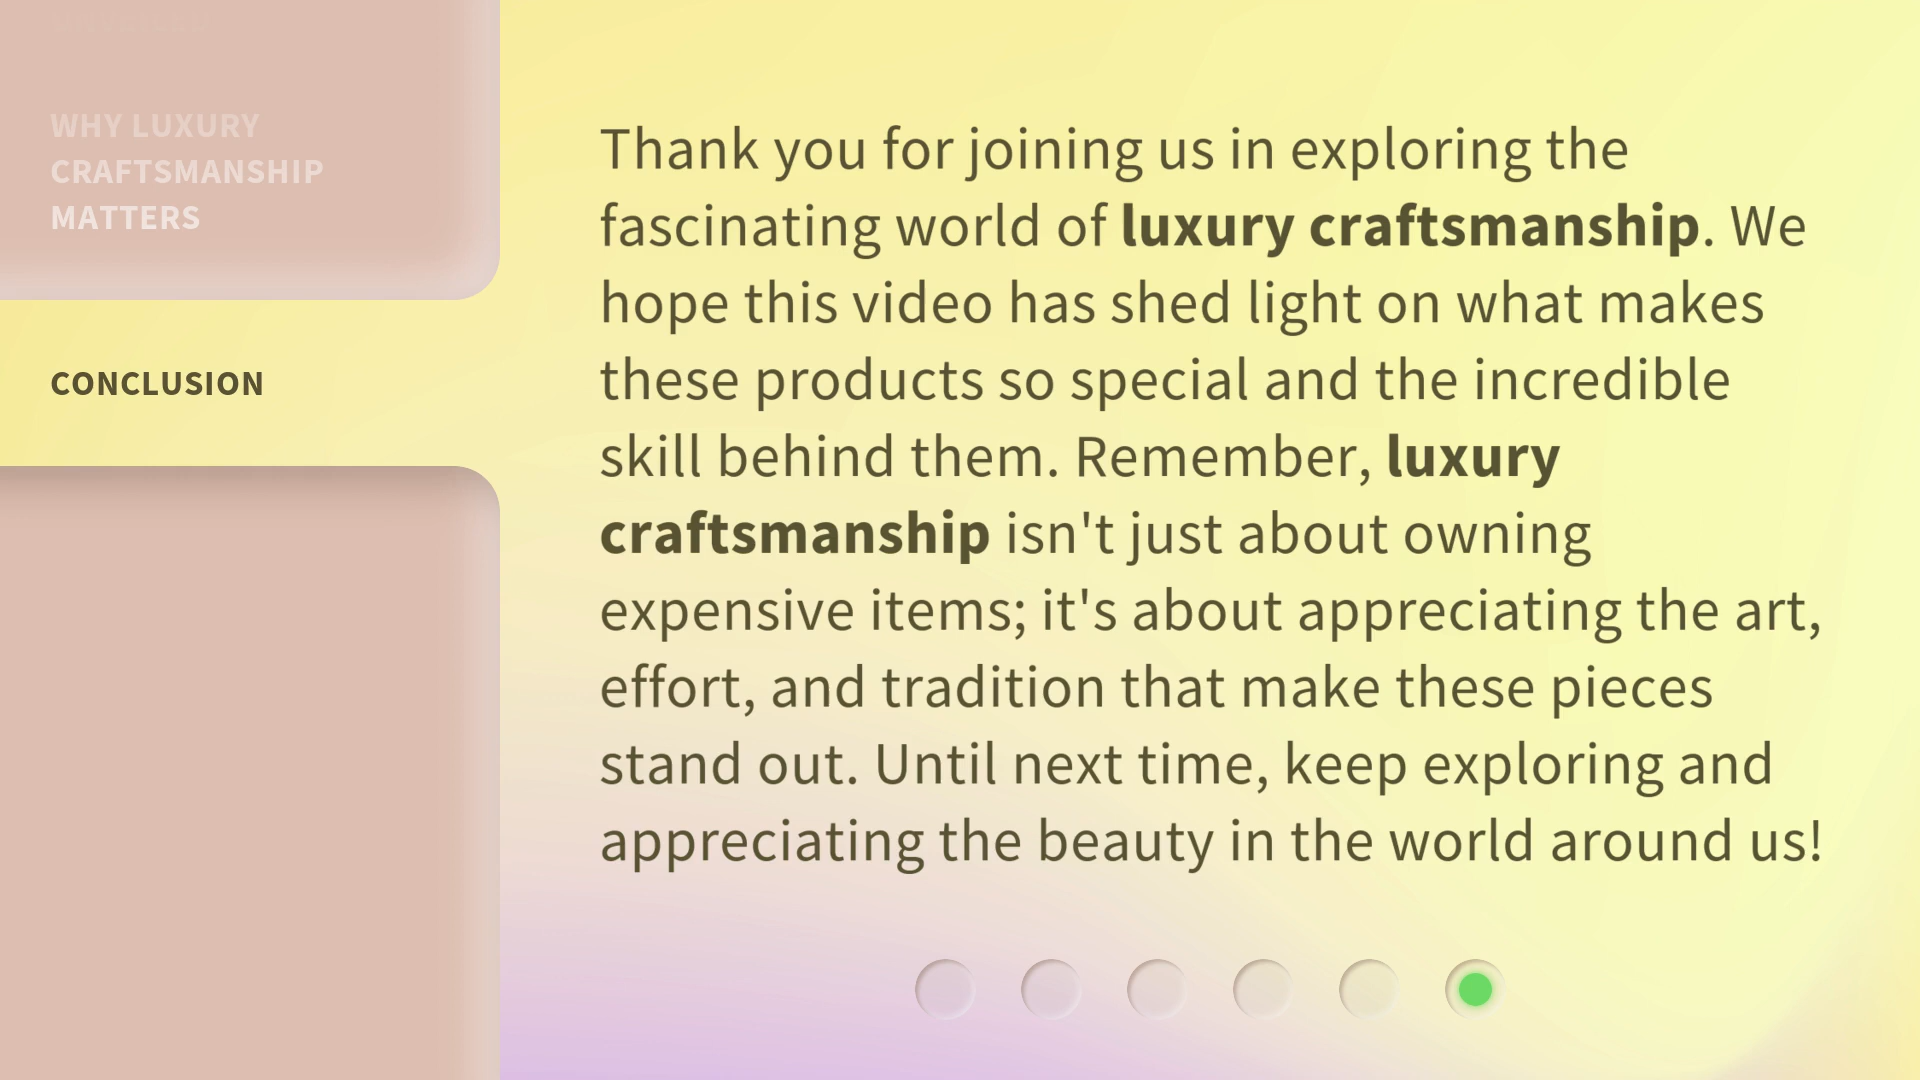 WHY LUXURY
CRAFTSMANSHIP
MATTERS
CONCLUSION
Thank you for joining us in exploring the
fascinating world of luxury craftsmanship. We
hope this video has shed light on what makes
these products so special and the incredible
skill behind them. Remember, luxury
craftsmanship isn't just about owning
expensive items; it's about appreciating the art,
effort, and tradition that make these pieces
stand out. Until next time, keep exploring and
appreciating the beauty in the world around us!